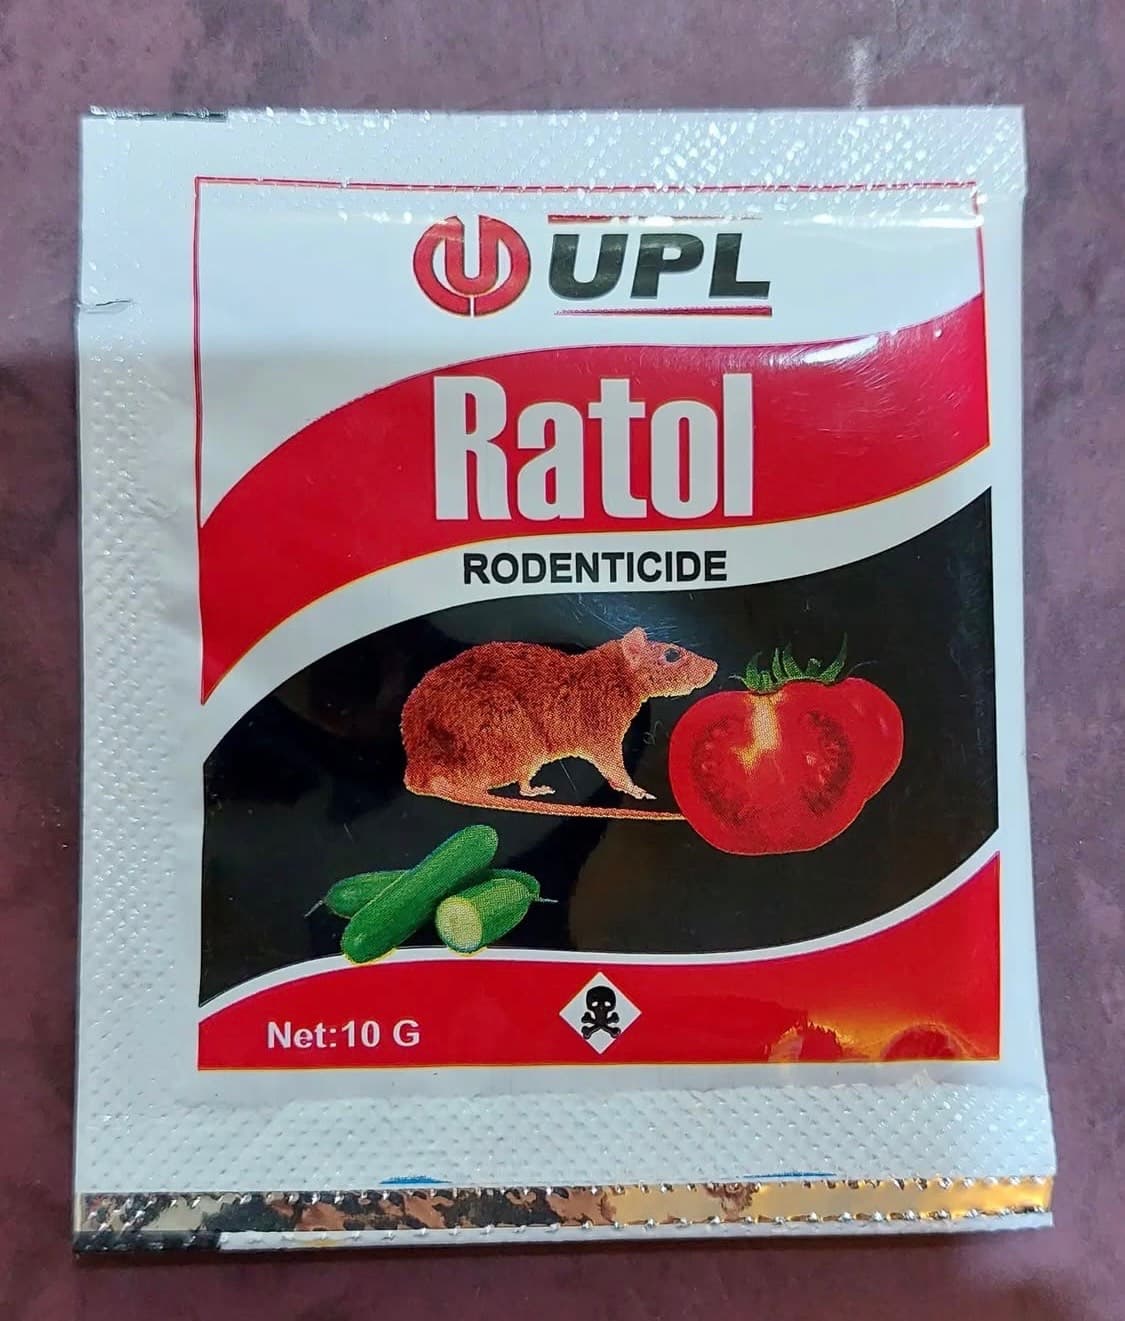 UPL
Ratol
RODENTICIDE
Net:10 G